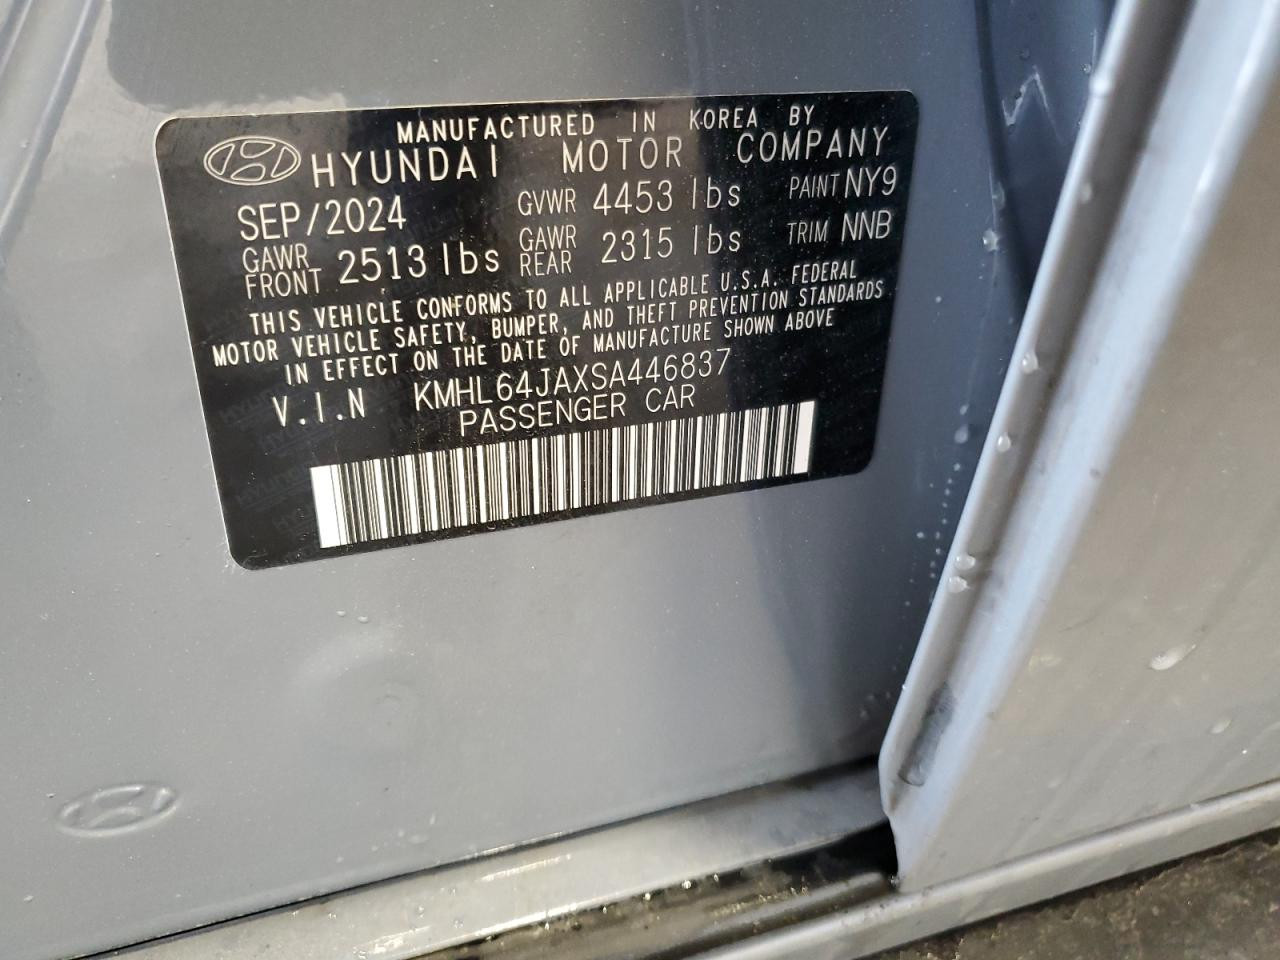 MANUFACTURED IN KOREA BY
HYUNDAI MOTOR COMPANY
SEP/2024 GVWR 4453 lbs PAINT NY9
GAWR FRONT 2513 lbs GAWR REAR 2315 lbs TRIM NNB
THIS VEHICLE CONFORMS TO ALL APPLICABLE U.S.A. FEDERAL
MOTOR VEHICLE SAFETY, BUMPER, AND THEFT PREVENTION STANDARDS
IN EFFECT ON THE DATE OF MANUFACTURE SHOWN ABOVE
V.I.N KMHL64JAXSA446837
PASSENGER CAR